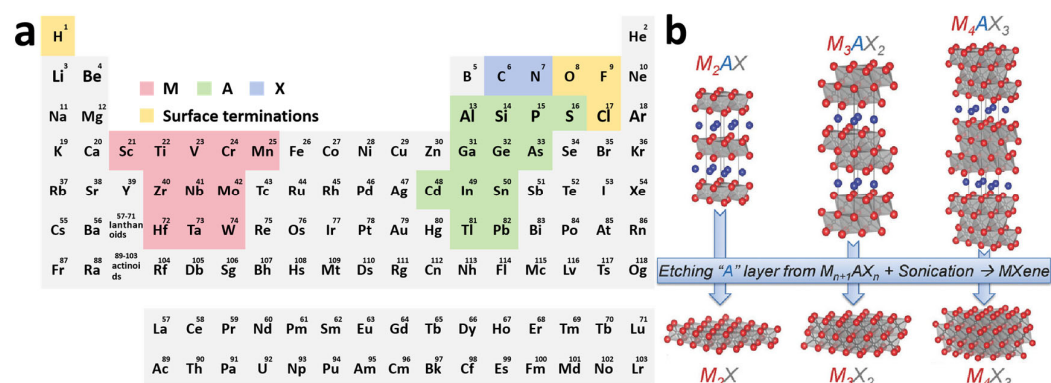 a
H 1 He 2
Li 3 Be 4 B 5 C 6 N 7 O 8 F 9 Ne 10
M A X
Surface terminations
Na 11 Mg 12 Al 13 Si 14 P 15 S 16 Cl 17 Ar 18
K 19 Ca 20 Sc 21 Ti 22 V 23 Cr 24 Mn 25 Fe 26 Co 27 Ni 28 Cu 29 Zn 30 Ga 31 Ge 32 As 33 Se 34 Br 35 Kr 36
Rb 37 Sr 38 Y 39 Zr 40 Nb 41 Mo 42 Tc 43 Ru 44 Rh 45 Pd 46 Ag 47 Cd 48 In 49 Sn 50 Sb 51 Te 52 I 53 Xe 54
Cs 55 Ba 56 57-71 lanthan oids Hf 72 Ta 73 W 74 Re 75 Os 76 Ir 77 Pt 78 Au 79 Hg 80 Tl 81 Pb 82 Bi 83 Po 84 At 85 Rn 86
Fr 87 Ra 88 89-103 actinoi ds Rf 104 Db 105 Sg 106 Bh 107 Hs 108 Mt 109 Ds 110 Rg 111 Cn 112 Nh 113 Fl 114 Mc 115 Lv 116 Ts 117 Og 118
La 57 Ce 58 Pr 59 Nd 60 Pm 61 Sm 62 Eu 63 Gd 64 Tb 65 Dy 66 Ho 67 Er 68 Tm 69 Tb 70 Lu 71
Ac 89 Th 90 Pa 91 U 92 Np 93 Pu 94 Am 95 Cm 96 Bk 97 Cf 98 Es 99 Fm 100 Md 101 No 102 Lr 103
b
M2AX
M3AX2
M4AX3
Etching "A" layer from Mn+1AXn + Sonication → MXene
M2X
M3X2
M4X3